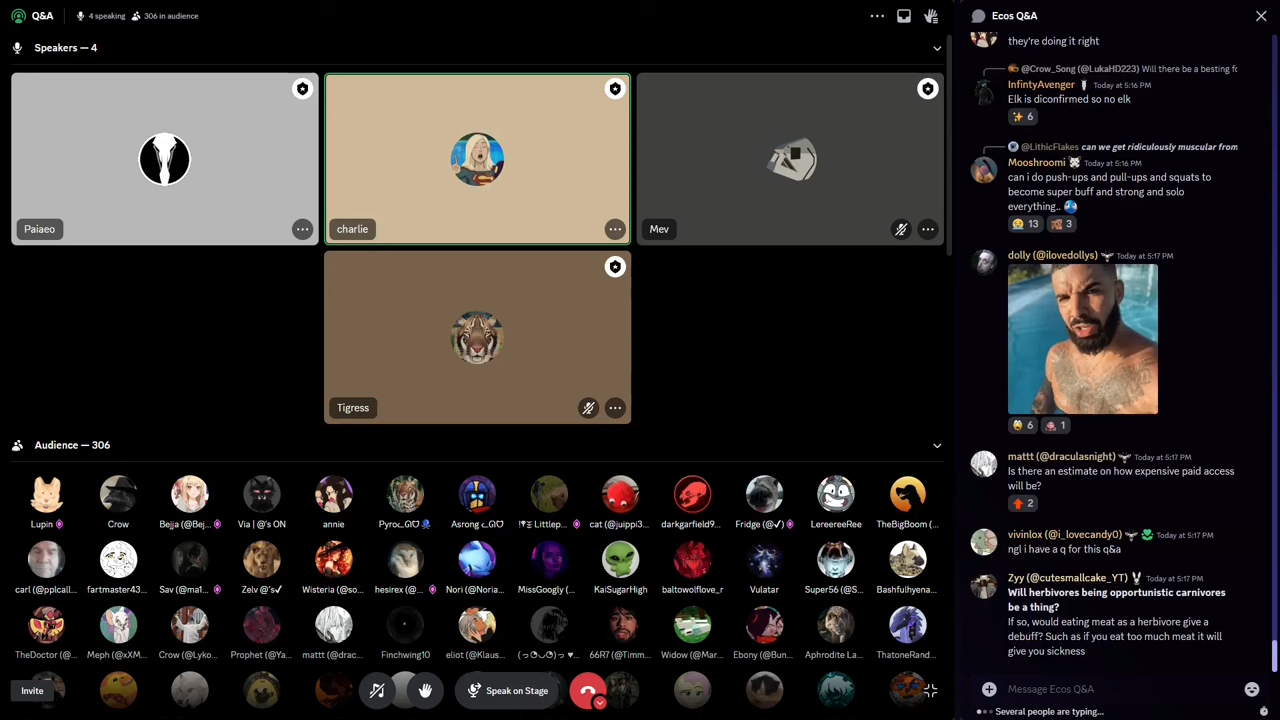 Q&A
4 speaking
306 in audience
Speakers — 4
Paiaeo
charlie
Mev
Tigress
Audience — 306
Lupin
Crow
Bejja (@Bej...
Via | @'s ON
annie
Asrong
cat (@juippi3...
darkgarfield9...
Fridge (@✓)
LereereeRee
TheBigBoom (...
carl (@pplcall...
fartmaster43...
Sav (@ma1...
Zelv @'s✓
Wisteria (@so...
hesirex (@...
Nori (@Noria...
MissGoogly (...
KaiSugarHigh
baltowolflove_r
Vulatar
Super56 (@S...
Bashfulhyena...
TheDoctor (@...
Meph (@xXM...
Crow (@Lyko...
Prophet (@Ya...
mattt (@drac...
Finchwing10
eliot (@Klaus...
(っ◔◡◔)っ ♥...
66R7 (@Timm...
Widow (@Mar...
Ebony (@Bun...
Aphrodite La...
ThatoneRand...
Invite
Speak on Stage
Ecos Q&A
they're doing it right
@Crow_Song (@LukaHD223) Will there be a besting fo
InfintyAvenger Today at 5:16 PM
Elk is diconfirmed so no elk
6
@LithicFlakes can we get ridiculously muscular from
Mooshroomi Today at 5:16 PM
can i do push-ups and pull-ups and squats to
become super buff and strong and solo
everything..
13 3
dolly (@ilovedollys) Today at 5:17 PM
6 1
mattt (@draculasnight) Today at 5:17 PM
Is there an estimate on how expensive paid access
will be?
2
vivinlox (@i_lovecandy0) Today at 5:17 PM
ngl i have a q for this q&a
Zyy (@cutesmallcake_YT) Today at 5:17 PM
Will herbivores being opportunistic carnivores
be a thing?
If so, would eating meat as a herbivore give a
debuff? Such as if you eat too much meat it will
give you sickness
Message Ecos Q&A
Several people are typing...